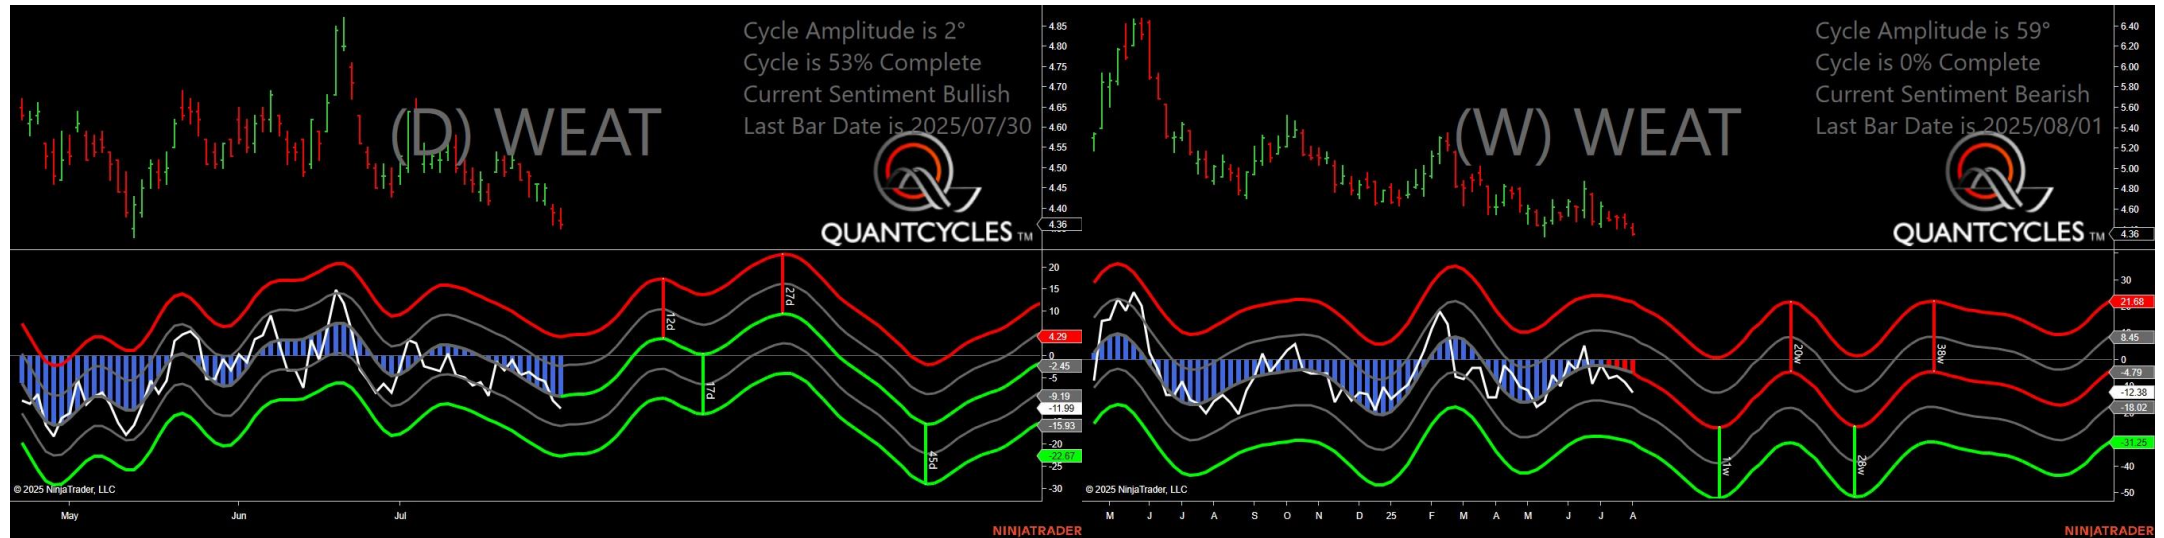 Cycle Amplitude is 2°
Cycle is 53% Complete
Current Sentiment Bullish
Last Bar Date is 2025/07/30
(D) WEAT
QUANTCYCLES TM
4.85
4.80
4.75
4.70
4.65
4.60
4.55
4.50
4.45
4.40
4.36
20
15
10
4.29
0
-2.45
-5
-9.19
-11.99
-15.93
-20
-22.67
-25
-30
12d
17d
27d
45d
© 2025 NinjaTrader, LLC
May Jun Jul
NINJATRADER
Cycle Amplitude is 59°
Cycle is 0% Complete
Current Sentiment Bearish
Last Bar Date is 2025/08/01
(W) WEAT
QUANTCYCLES TM
6.40
6.20
6.00
5.80
5.60
5.40
5.20
5.00
4.80
4.60
4.36
30
21.68
8.45
0
-4.79
-12.38
-18.02
-31.25
-40
-50
11w
20w
28w
38w
© 2025 NinjaTrader, LLC
M J J A S O N D 25 F M A M J J A
NINJATRADER